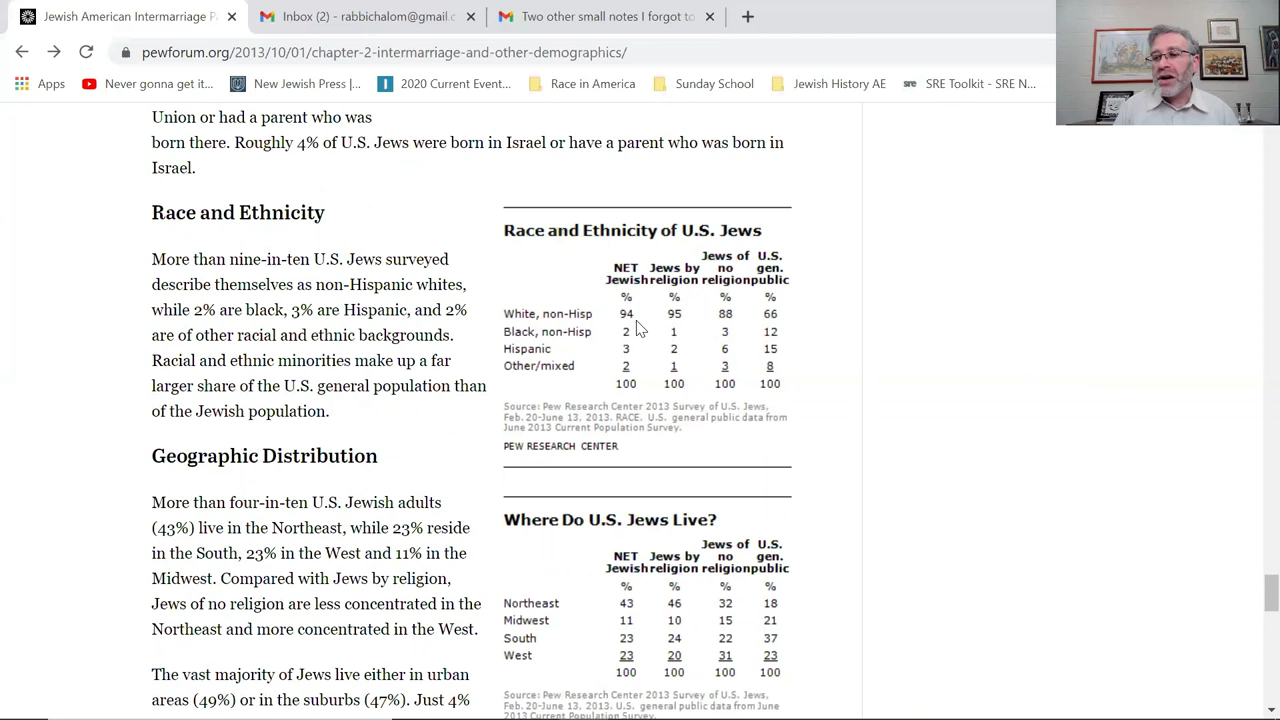 Jewish American Intermarriage Pa
Inbox (2) - rabbichalom@gmail.
Two other small notes I forgot to
pewforum.org/2013/10/01/chapter-2-intermarriage-and-other-demographics/
Apps
Never gonna get it...
New Jewish Press |...
2020 Current Event...
Race in America
Sunday School
Jewish History AE
sre
SRE Toolkit - SRE N...
Union or had a parent who was
born there. Roughly 4% of U.S. Jews were born in Israel or have a parent who was born in
Israel.
Race and Ethnicity
More than nine-in-ten U.S. Jews surveyed
describe themselves as non-Hispanic whites,
while 2% are black, 3% are Hispanic, and 2%
are of other racial and ethnic backgrounds.
Racial and ethnic minorities make up a far
larger share of the U.S. general population than
of the Jewish population.
Race and Ethnicity of U.S. Jews
Jews of U.S.
NET Jews by no gen.
Jewish religion religion public
% % % %
White, non-Hisp 94 95 88 66
Black, non-Hisp 2 1 3 12
Hispanic 3 2 6 15
Other/mixed 2 1 3 8
100 100 100 100
Source: Pew Research Center 2013 Survey of U.S. Jews,
Feb. 20-June 13, 2013. RACE. U.S. general public data from
June 2013 Current Population Survey.
PEW RESEARCH CENTER
Geographic Distribution
More than four-in-ten U.S. Jewish adults
(43%) live in the Northeast, while 23% reside
in the South, 23% in the West and 11% in the
Midwest. Compared with Jews by religion,
Jews of no religion are less concentrated in the
Northeast and more concentrated in the West.
The vast majority of Jews live either in urban
areas (49%) or in the suburbs (47%). Just 4%
Where Do U.S. Jews Live?
Jews of U.S.
NET Jews by no gen.
Jewish religion religion public
% % % %
Northeast 43 46 32 18
Midwest 11 10 15 21
South 23 24 22 37
West 23 20 31 23
100 100 100 100
Source: Pew Research Center 2013 Survey of U.S. Jews,
Feb. 20-June 13, 2013. U.S. general public data from June
2013 Current Population Survey.